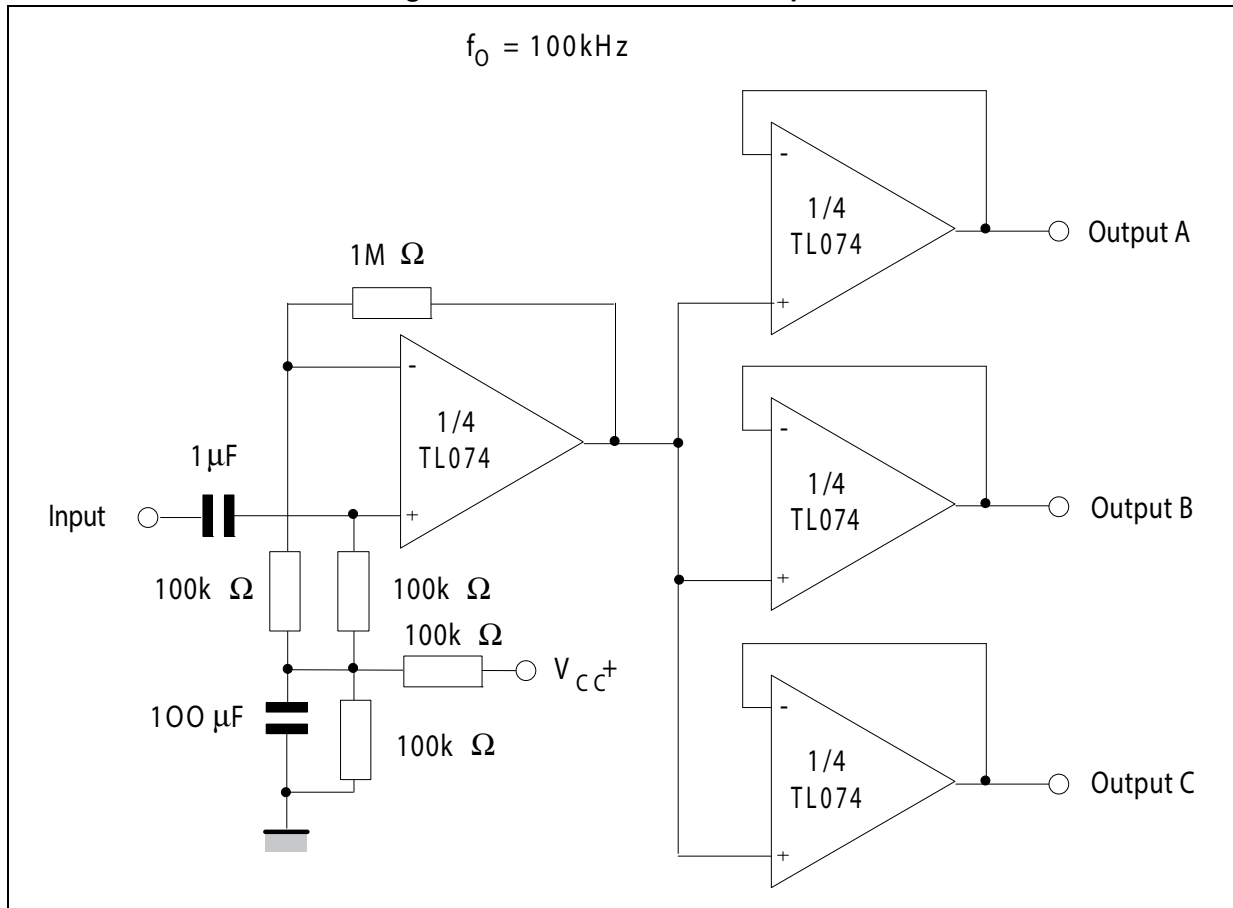 f_O = 100kHz
1/4
TL074
Output A
1M Ω
1/4
TL074
1/4
TL074
Output B
1µF
Input
100k Ω
100k Ω
100k Ω
V_CC+
100 µF
100k Ω
1/4
TL074
Output C
-
+
-
+
-
+
-
+